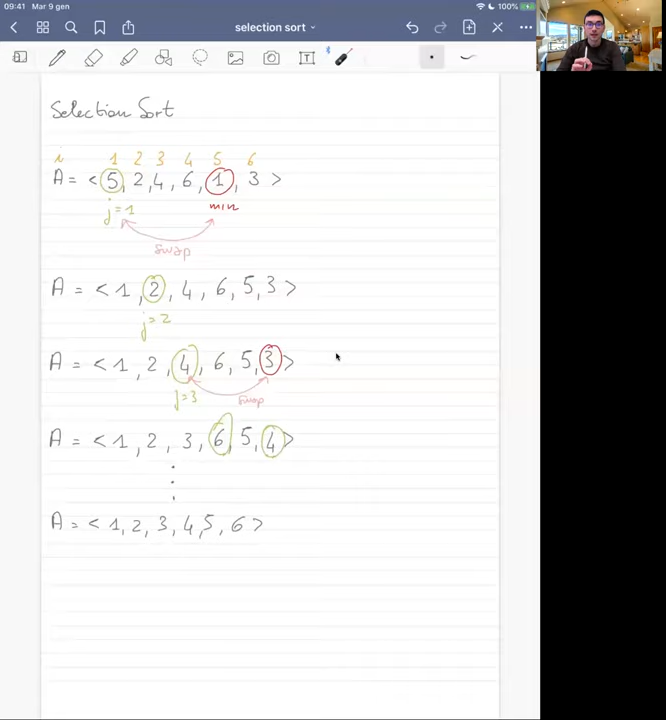 09:41 Mar 9 gen
100%
selection sort
Selection Sort
i 1 2 3 4 5 6
A = < 5, 2, 4, 6, 1, 3 >
j=1 min
swap
A = < 1, 2, 4, 6, 5, 3 >
j=2
A = < 1, 2, 4, 6, 5, 3 >
j=3 swap
A = < 1, 2, 3, 6, 5, 4 >
A = < 1, 2, 3, 4, 5, 6 >